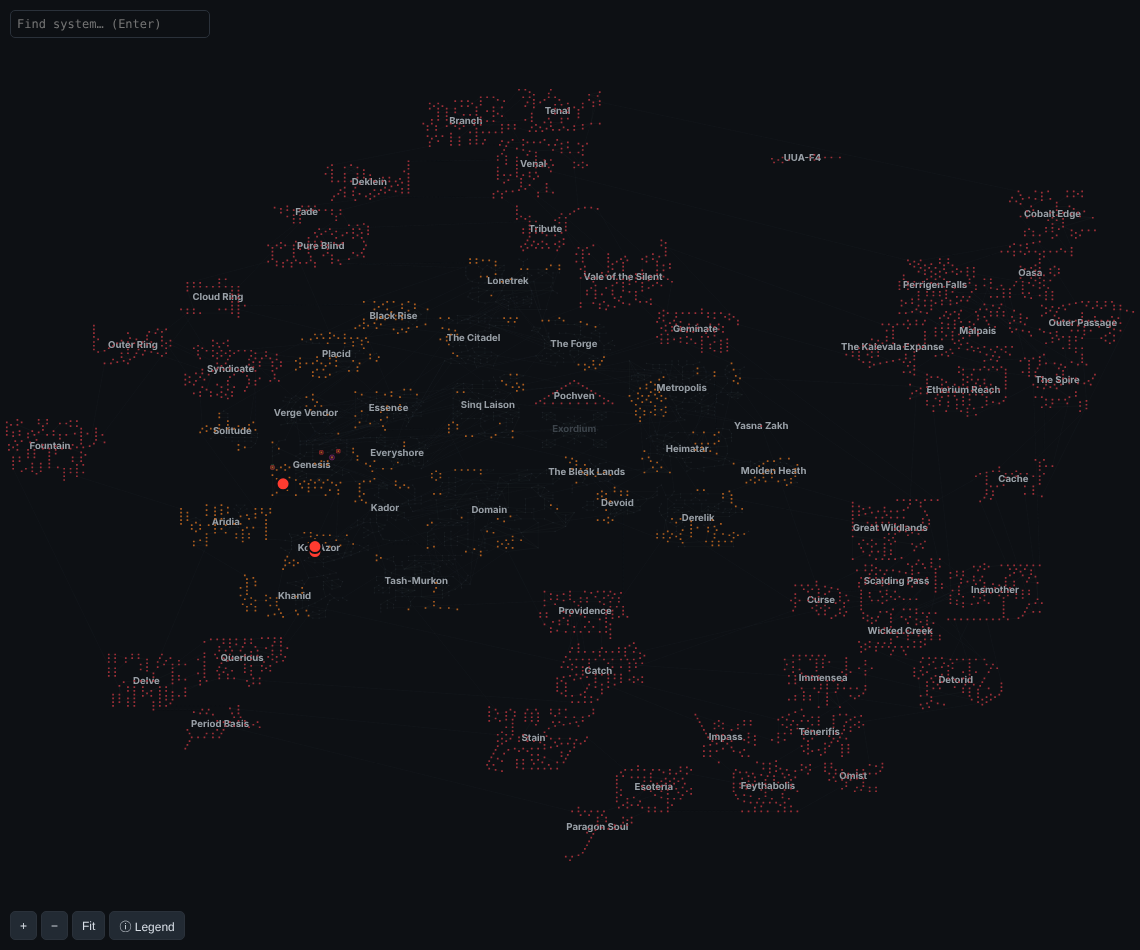 Find system… (Enter)
Tenal
Branch
UUA-F4
Venal
Deklein
Fade
Cobalt Edge
Tribute
Pure Blind
Oasa
Vale of the Silent
Lonetrek
Perrigen Falls
Cloud Ring
Black Rise
Outer Passage
Geminate
Malpais
The Citadel
Outer Ring
The Forge
The Kalevala Expanse
Placid
Syndicate
The Spire
Metropolis
Etherium Reach
Pochven
Essence
Sinq Laison
Verge Vendor
Yasna Zakh
Exordium
Solitude
Fountain
Heimatar
Everyshore
Genesis
Molden Heath
The Bleak Lands
Cache
Devoid
Kador
Domain
Derelik
Aridia
Great Wildlands
Tash-Murkon
Scalding Pass
Insmother
Khanid
Curse
Providence
Wicked Creek
Querious
Catch
Immensea
Detorid
Delve
Period Basis
Tenerifis
Impass
Stain
Omist
Feythabolis
Esoteria
Paragon Soul
+
−
Fit
ⓘ Legend